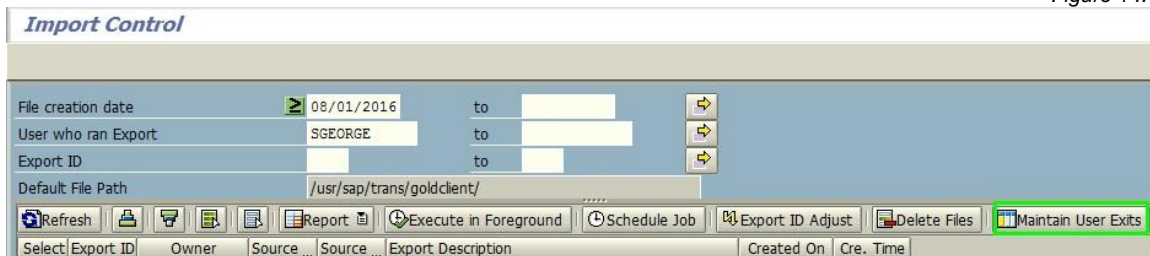 Import Control
File creation date ≥ 08/01/2016 to
User who ran Export SGEORGE to
Export ID to
Default File Path /usr/sap/trans/goldclient/
Refresh Report Execute in Foreground Schedule Job Export ID Adjust Delete Files Maintain User Exits
Select Export ID Owner Source ... Source ... Export Description Created On Cre. Time